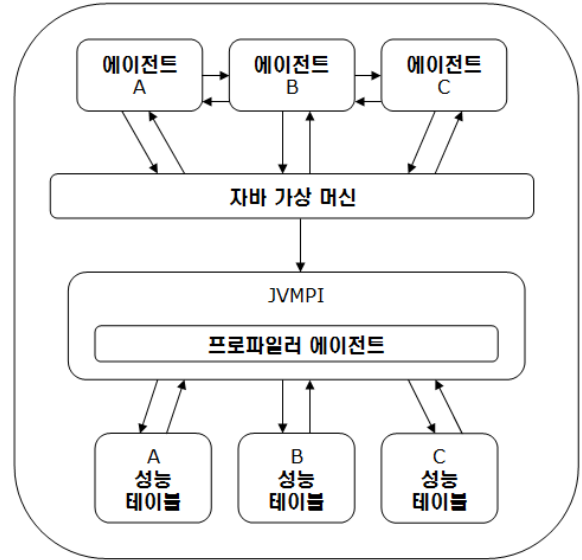 에이전트
A
에이전트
B
에이전트
C
자바 가상 머신
JVMPI
프로파일러 에이전트
A
성능
테이블
B
성능
테이블
C
성능
테이블